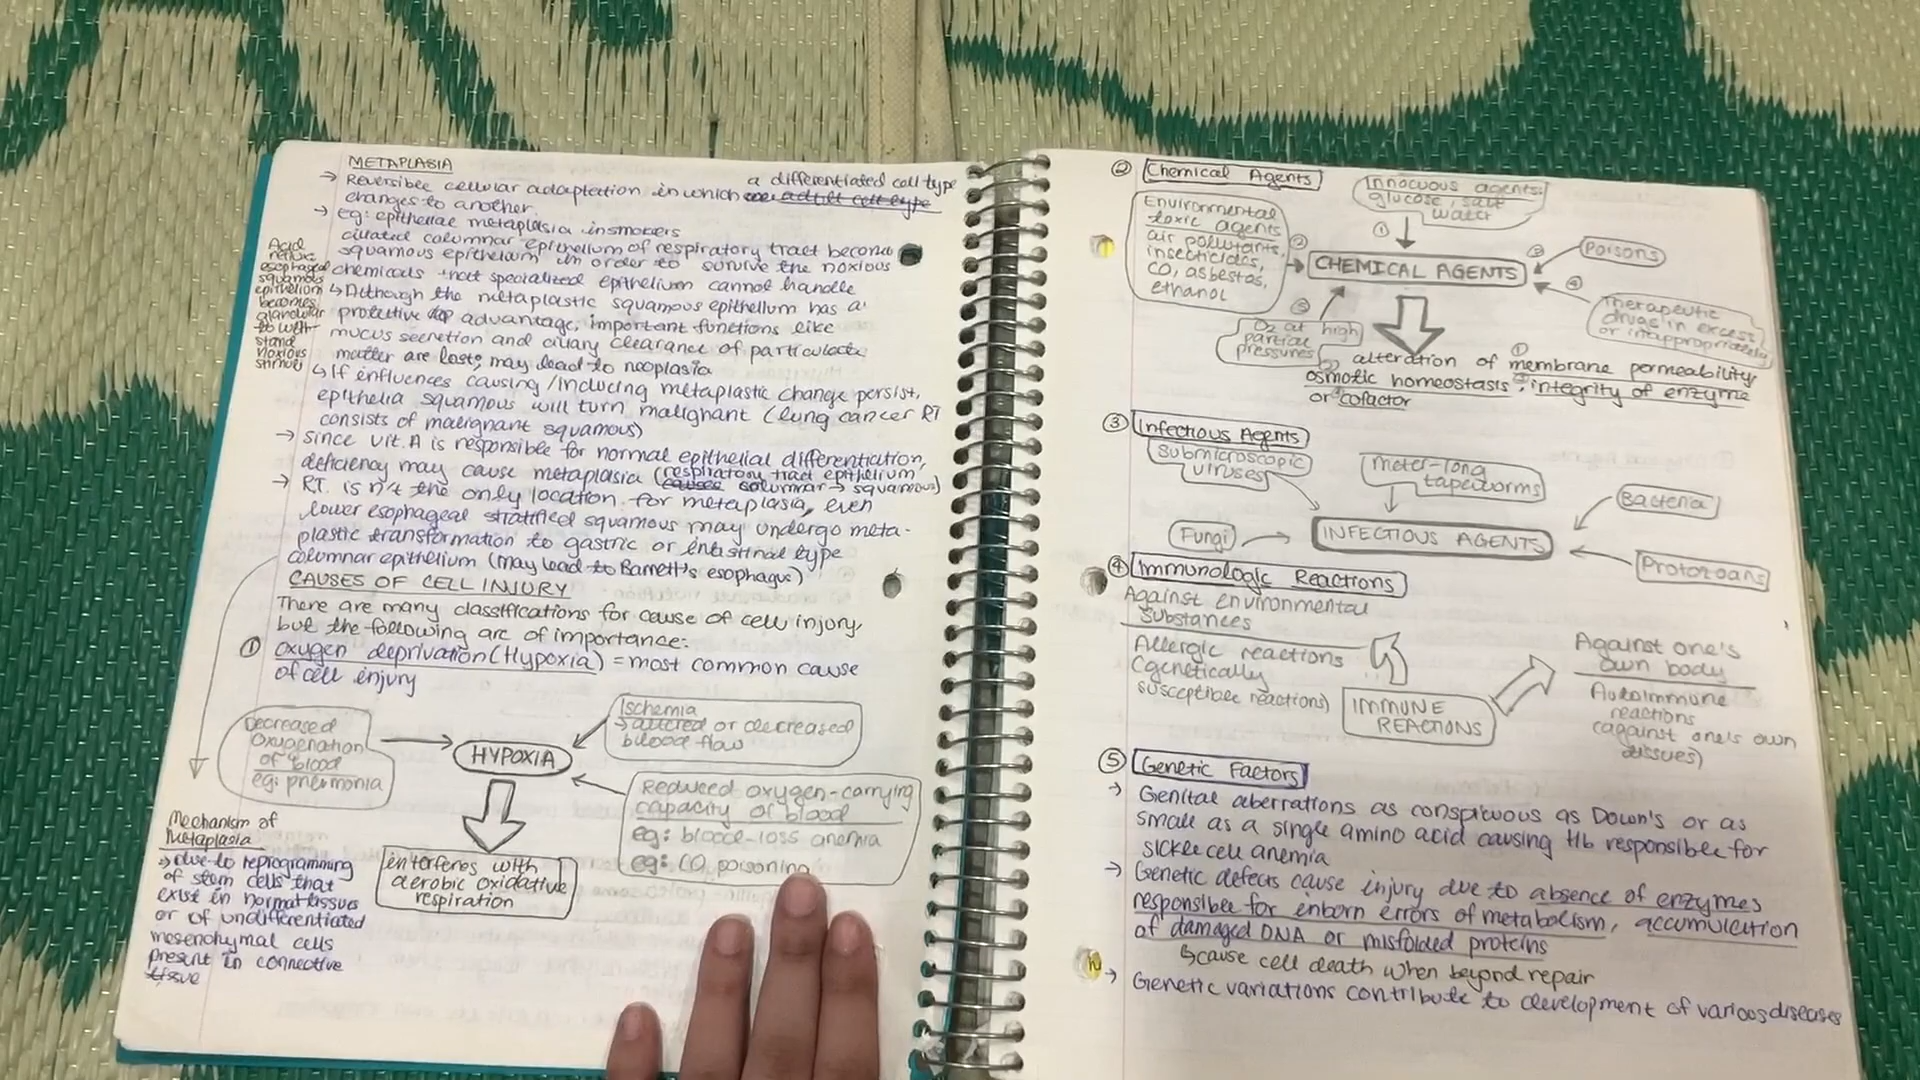 METAPLASIA
→ Reversible cellular adaptation in which a differentiated cell type
changes to another.
→ eg: epithelial metaplasia in smokers
ciliated columnar epithelium of respiratory tract become
squamous epithelium in order to survive the noxious
chemicals that specialized epithelium cannot handle
↳ Although the metaplastic squamous epithelium has a
protective advantage, important functions like
mucus secretion and ciliary clearance of particulate
matter are lost; may lead to neoplasia
↳ If influences causing/inducing metaplastic change persist,
epithelia squamous will turn malignant (lung cancer RT
consists of malignant squamous)
→ since vit. A is responsible for normal epithelial differentiation,
deficiency may cause metaplasia (respiratory tract epithelium
causes columnar → squamous)
→ R.T. isn't the only location for metaplasia, even
lower esophageal stratified squamous may undergo meta-
plastic transformation to gastric or intestinal type
columnar epithelium (may lead to Barrett's esophagus)
Acid
reflux
esophageal
squamous
epithelium
becomes
glandular
to with-
stand
noxious
stimuli
CAUSES OF CELL INJURY
There are many classifications for cause of cell injury,
but the following are of importance:
① oxygen deprivation (Hypoxia) = most common cause
of cell injury
Decreased
oxygenation
of blood
eg: pneumonia
HYPOXIA
Ischemia
→ altered or decreased
blood flow
Reduced oxygen-carrying
capacity of blood
eg: blood-loss anemia
eg: CO poisoning
interferes with
aerobic oxidative
respiration
Mechanism of
Metaplasia
→ due to reprogramming
of stem cells that
exist in normal tissues
or of undifferentiated
mesenchymal cells
present in connective
tissue
② Chemical Agents
Innocuous agents:
glucose, salt
water
①
Environmental
toxic agents
air pollutants,
insecticides,
CO, asbestos,
ethanol
②
CHEMICAL AGENTS
③
Poisons
④
Therapeutic
drugs in excess
or inappropriately
⑤
O2 at high
partial
pressures
alteration of ① membrane permeability
osmotic homeostasis, integrity of enzyme
or cofactor
③ Infectious Agents
submicroscopic
viruses
meter-long
tapeworms
Bacteria
Fungi
INFECTIOUS AGENTS
Protozoans
④ Immunologic Reactions
Against environmental
substances
Allergic reactions
(genetically
susceptible reactions)
IMMUNE
REACTIONS
Against one's
own body
Autoimmune
reactions
(against one's own
tissues)
⑤ Genetic Factors
→ Genital aberrations as conspicuous as Down's or as
small as a single amino acid causing Hb responsible for
sickle cell anemia
→ Genetic defects cause injury due to absence of enzymes
responsible for inborn errors of metabolism, accumulation
of damaged DNA or misfolded proteins
↳ cause cell death when beyond repair
→ Genetic variations contribute to development of various diseases